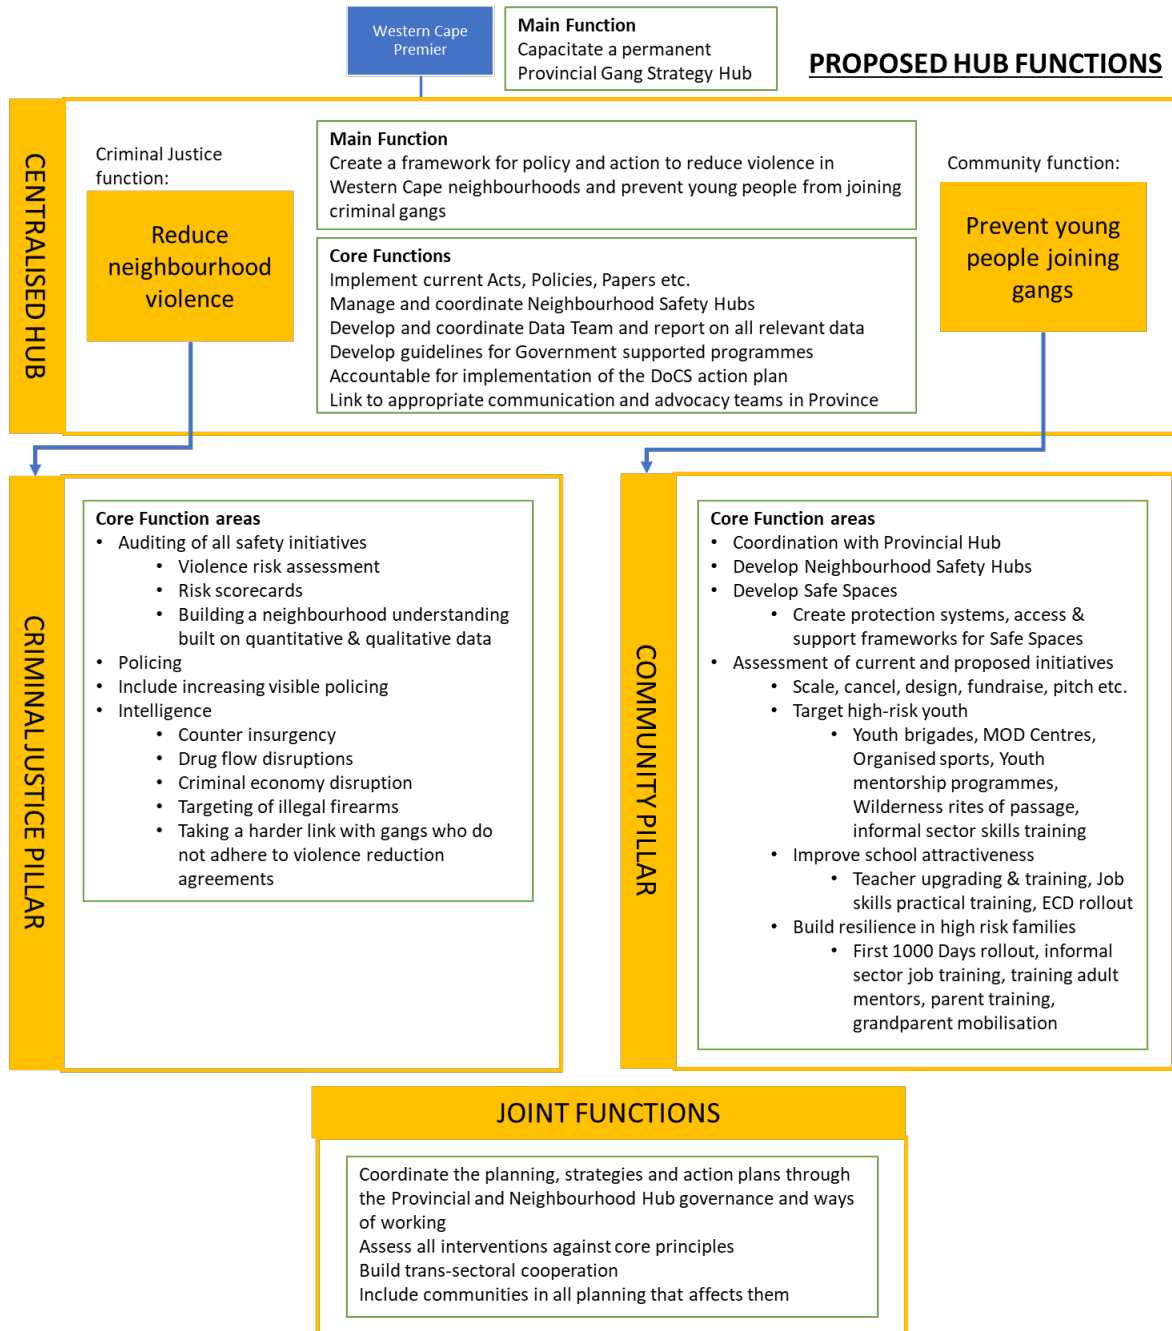 Western Cape
Premier
Main Function
Capacitate a permanent
Provincial Gang Strategy Hub
PROPOSED HUB FUNCTIONS
CENTRALISED HUB
Criminal Justice
function:
Reduce
neighbourhood
violence
Main Function
Create a framework for policy and action to reduce violence in
Western Cape neighbourhoods and prevent young people from joining
criminal gangs
Core Functions
Implement current Acts, Policies, Papers etc.
Manage and coordinate Neighbourhood Safety Hubs
Develop and coordinate Data Team and report on all relevant data
Develop guidelines for Government supported programmes
Accountable for implementation of the DoCS action plan
Link to appropriate communication and advocacy teams in Province
Community function:
Prevent young
people joining
gangs
CRIMINAL JUSTICE PILLAR
Core Function areas
• Auditing of all safety initiatives
• Violence risk assessment
• Risk scorecards
• Building a neighbourhood understanding
built on quantitative & qualitative data
• Policing
• Include increasing visible policing
• Intelligence
• Counter insurgency
• Drug flow disruptions
• Criminal economy disruption
• Targeting of illegal firearms
• Taking a harder link with gangs who do
not adhere to violence reduction
agreements
COMMUNITY PILLAR
Core Function areas
• Coordination with Provincial Hub
• Develop Neighbourhood Safety Hubs
• Develop Safe Spaces
• Create protection systems, access &
support frameworks for Safe Spaces
• Assessment of current and proposed initiatives
• Scale, cancel, design, fundraise, pitch etc.
• Target high-risk youth
• Youth brigades, MOD Centres,
Organised sports, Youth
mentorship programmes,
Wilderness rites of passage,
informal sector skills training
• Improve school attractiveness
• Teacher upgrading & training, Job
skills practical training, ECD rollout
• Build resilience in high risk families
• First 1000 Days rollout, informal
sector job training, training adult
mentors, parent training,
grandparent mobilisation
JOINT FUNCTIONS
Coordinate the planning, strategies and action plans through
the Provincial and Neighbourhood Hub governance and ways
of working
Assess all interventions against core principles
Build trans-sectoral cooperation
Include communities in all planning that affects them